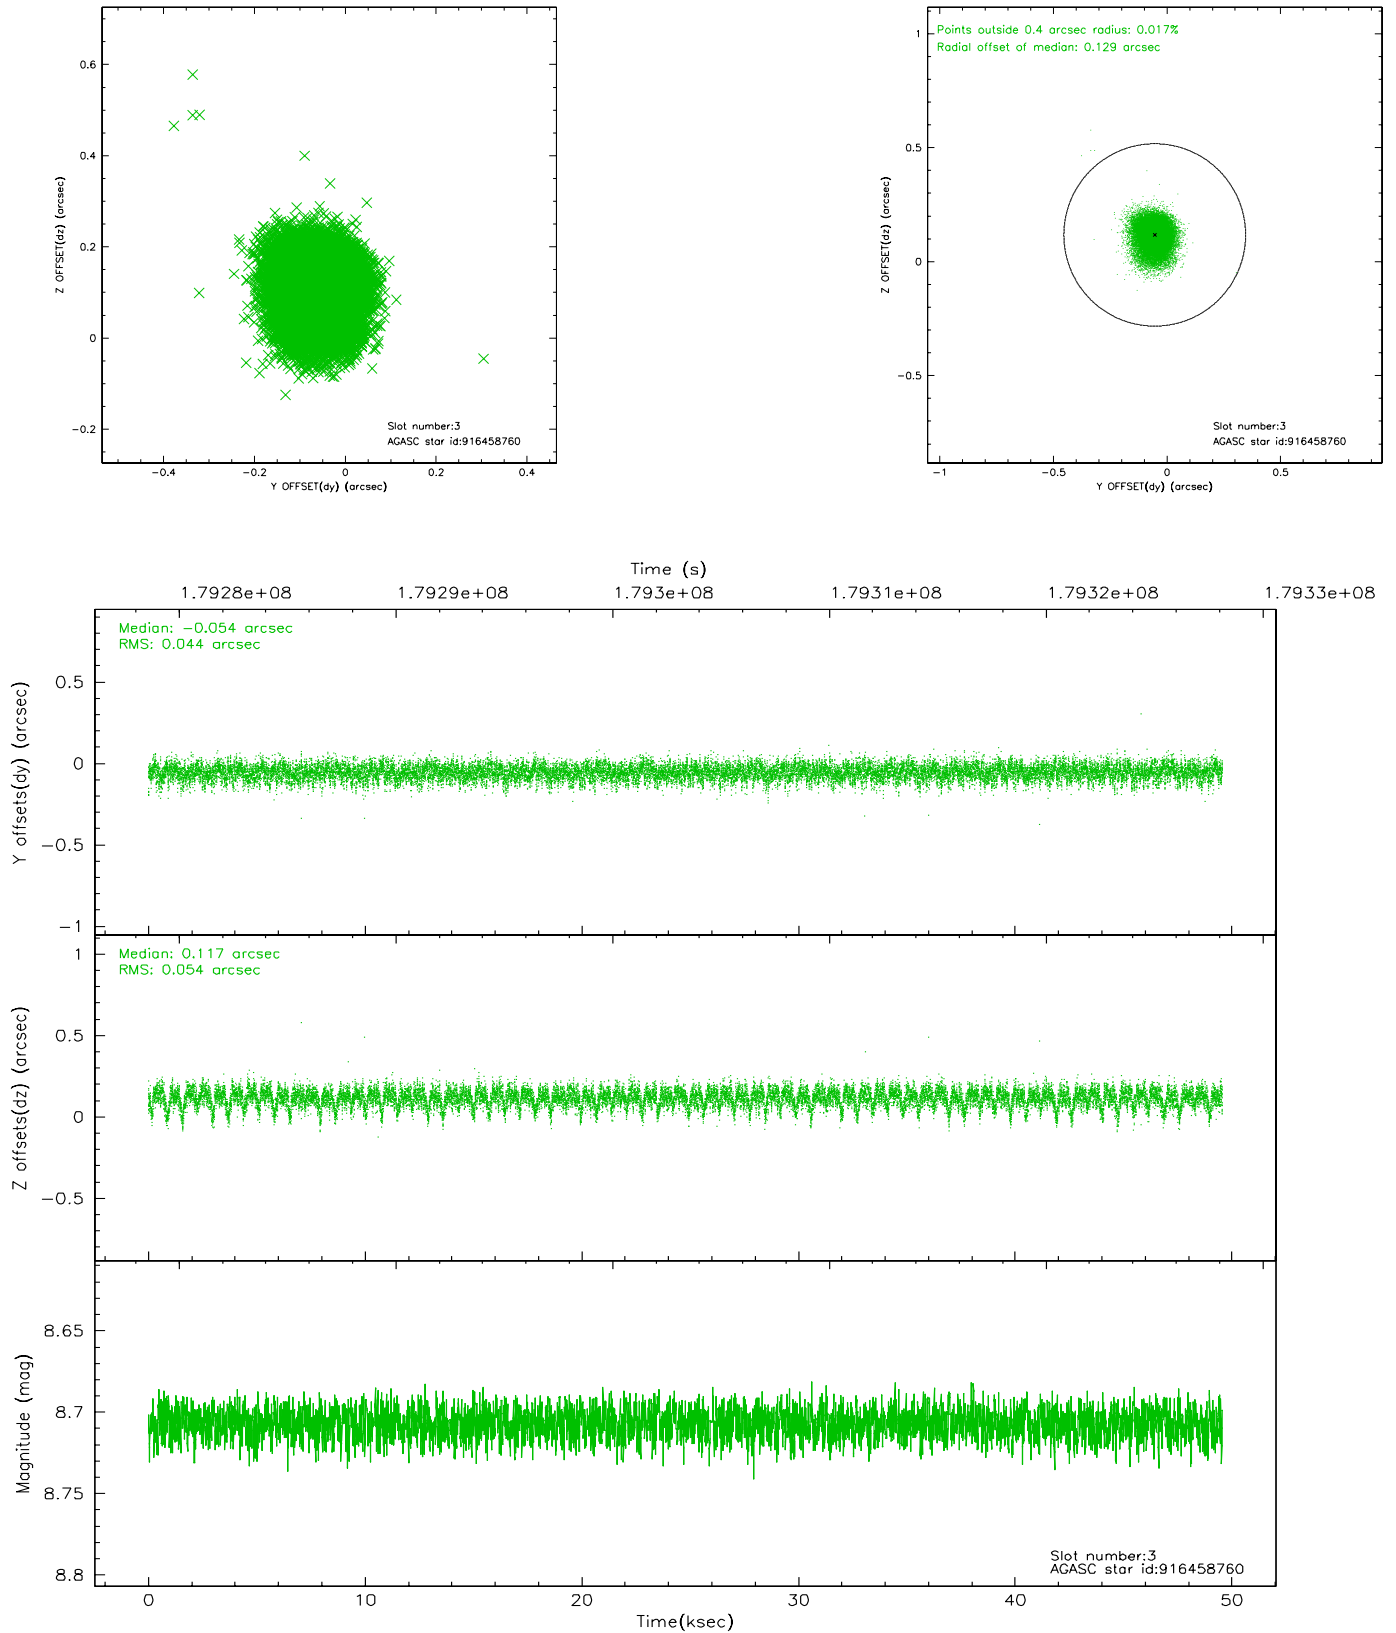 0.6
0.4
0.2
0
−0.2
Z OFFSET(dz) (arcsec)
Slot number:3
AGASC star id:916458760
−0.4 −0.2 0 0.2 0.4
Y OFFSET(dy) (arcsec)
Points outside 0.4 arcsec radius: 0.017%
Radial offset of median: 0.129 arcsec
1
0.5
0
−0.5
Z OFFSET(dz) (arcsec)
Slot number:3
AGASC star id:916458760
−1 −0.5 0 0.5
Y OFFSET(dy) (arcsec)
Time (s)
1.7928e+08 1.7929e+08 1.793e+08 1.7931e+08 1.7932e+08 1.7933e+08
Median: −0.054 arcsec
RMS: 0.044 arcsec
0.5
0
−0.5
−1
Y offsets(dy) (arcsec)
Median: 0.117 arcsec
RMS: 0.054 arcsec
1
0.5
0
−0.5
Z offsets(dz) (arcsec)
8.65
8.7
8.75
8.8
Magnitude (mag)
Slot number:3
AGASC star id:916458760
0 10 20 30 40 50
Time(ksec)